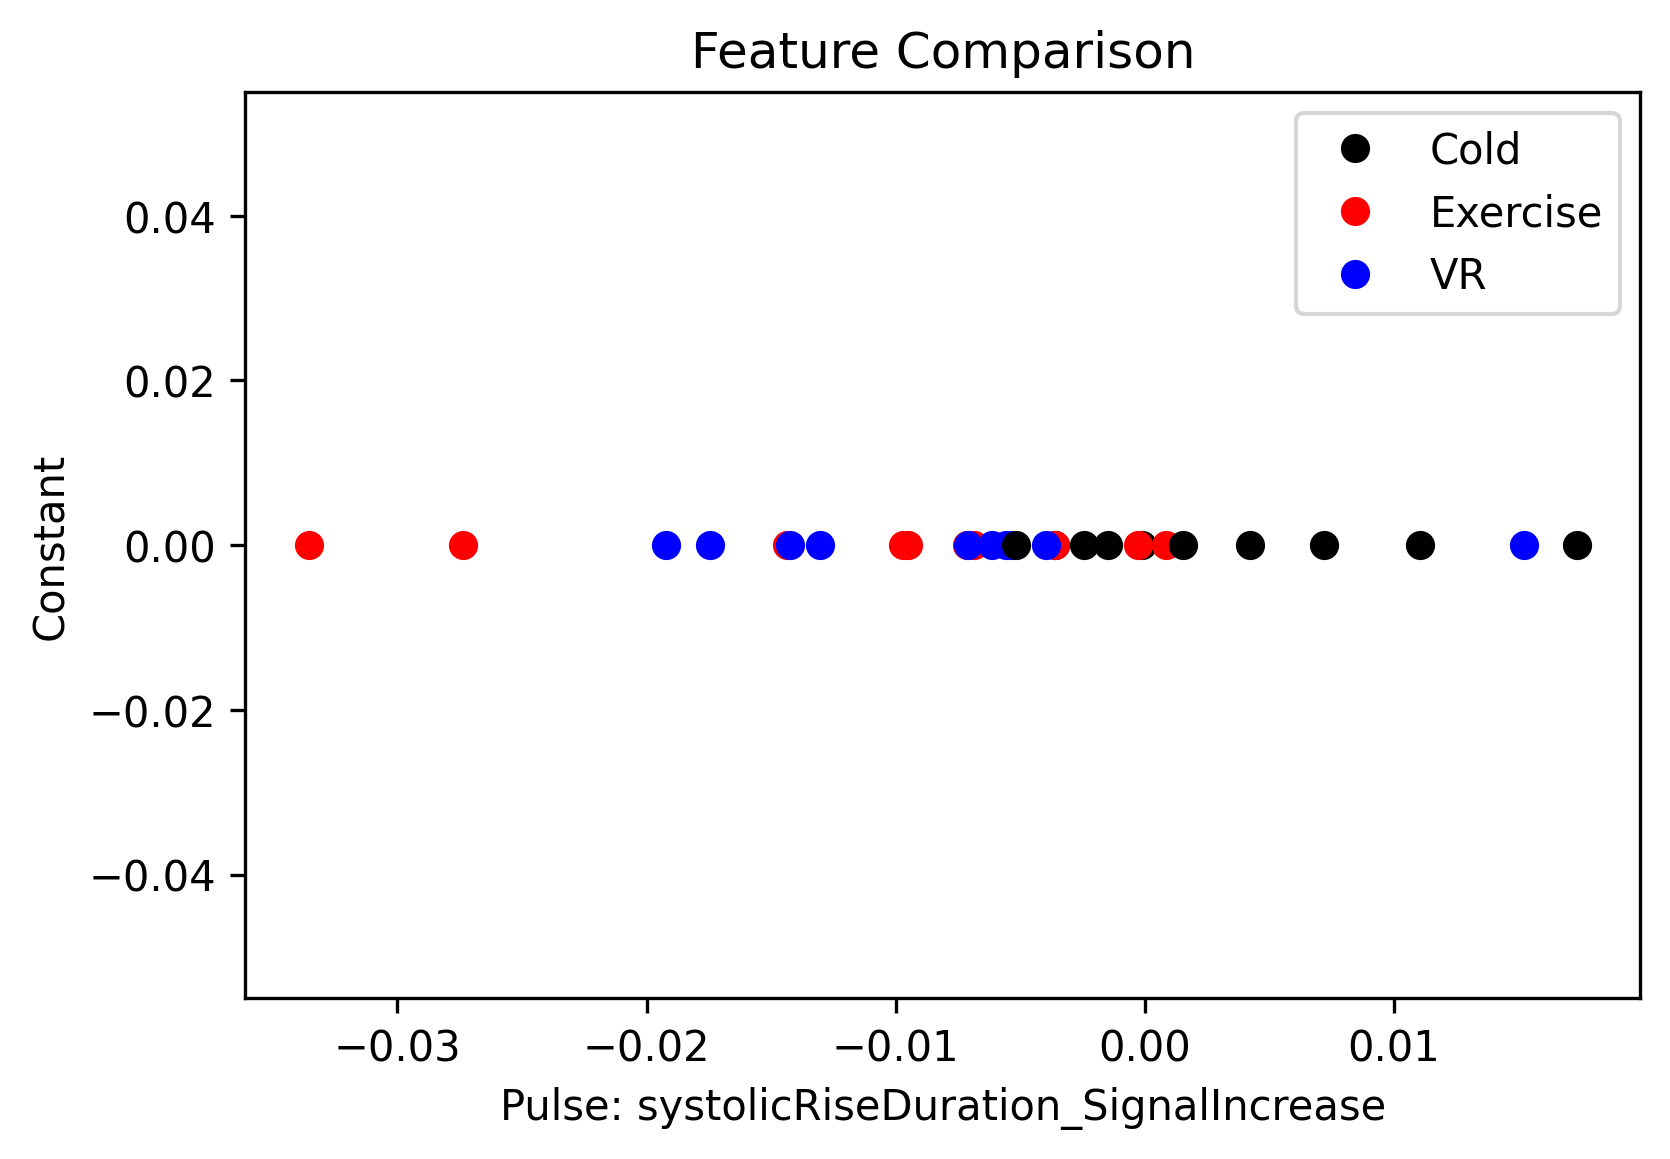 Feature Comparison
Cold
Exercise
VR
0.04
0.02
0.00
−0.02
−0.04
Constant
−0.03 −0.02 −0.01 0.00 0.01
Pulse: systolicRiseDuration_SignalIncrease